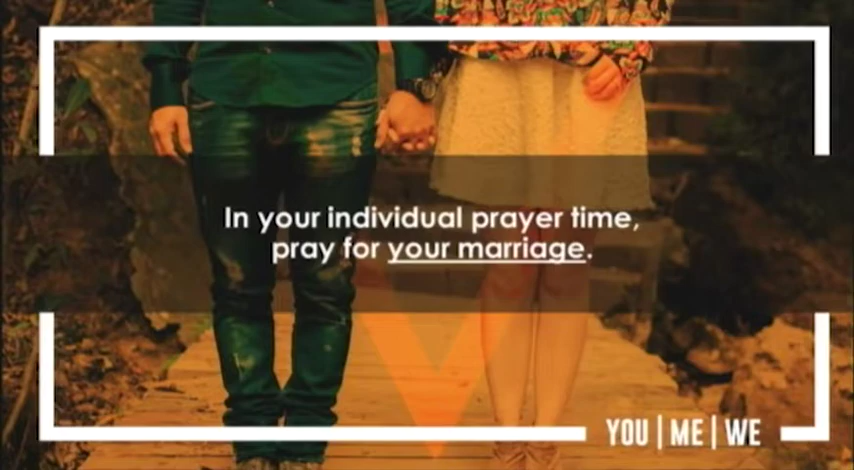 In your individual prayer time,
pray for your marriage.
YOU | ME | WE